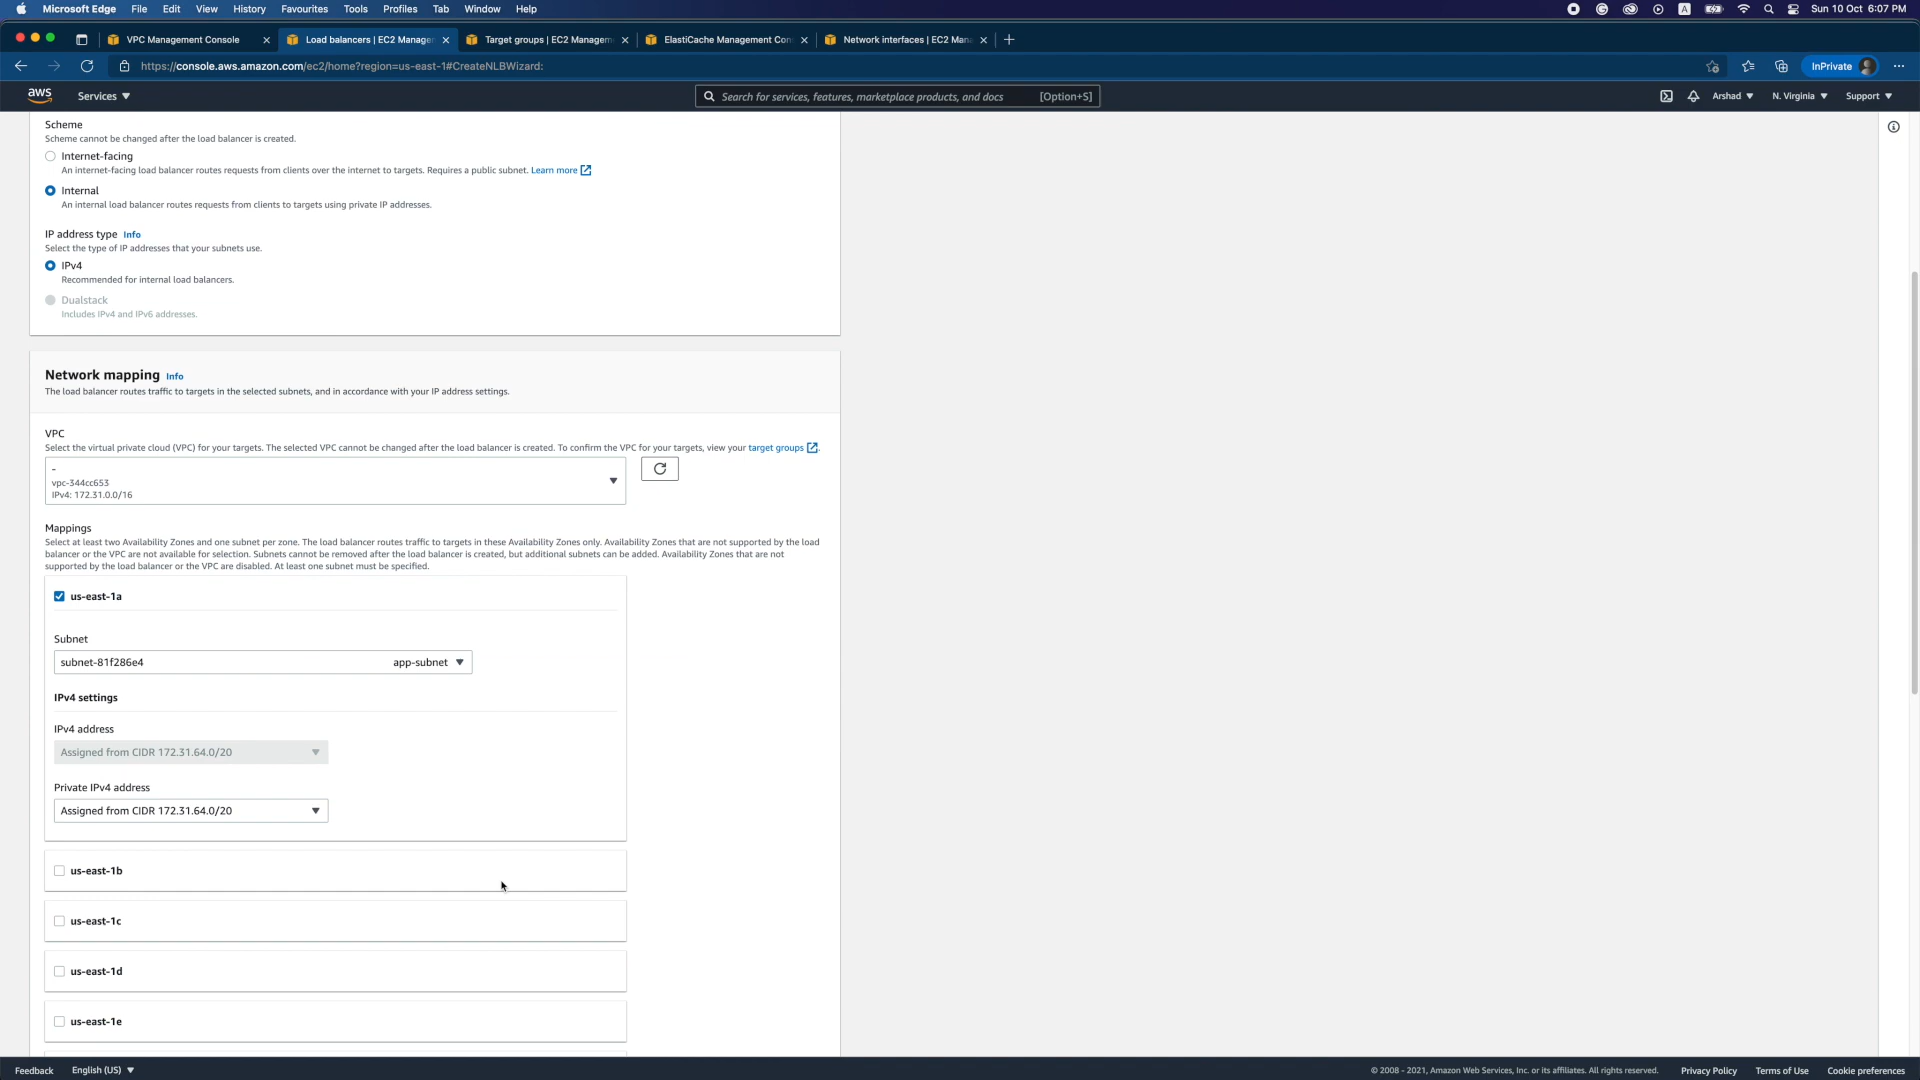 Microsoft Edge File Edit View History Favourites Tools Profiles Tab Window Help
A
Sun 10 Oct 6:07 PM
VPC Management Console
Load balancers | EC2 Manage
Target groups | EC2 Managem
ElastiCache Management Con
Network interfaces | EC2 Man
https://console.aws.amazon.com/ec2/home?region=us-east-1#CreateNLBWizard:
InPrivate
aws
Services
Search for services, features, marketplace products, and docs [Option+S]
Arshad
N. Virginia
Support
Scheme
Scheme cannot be changed after the load balancer is created.
Internet-facing
An internet-facing load balancer routes requests from clients over the internet to targets. Requires a public subnet. Learn more
Internal
An internal load balancer routes requests from clients to targets using private IP addresses.
IP address type Info
Select the type of IP addresses that your subnets use.
IPv4
Recommended for internal load balancers.
Dualstack
Includes IPv4 and IPv6 addresses.
Network mapping Info
The load balancer routes traffic to targets in the selected subnets, and in accordance with your IP address settings.
VPC
Select the virtual private cloud (VPC) for your targets. The selected VPC cannot be changed after the load balancer is created. To confirm the VPC for your targets, view your target groups.
-
vpc-344cc653
IPv4: 172.31.0.0/16
Mappings
Select at least two Availability Zones and one subnet per zone. The load balancer routes traffic to targets in these Availability Zones only. Availability Zones that are not supported by the load
balancer or the VPC are not available for selection. Subnets cannot be removed after the load balancer is created, but additional subnets can be added. Availability Zones that are not
supported by the load balancer or the VPC are disabled. At least one subnet must be specified.
us-east-1a
Subnet
subnet-81f286e4 app-subnet
IPv4 settings
IPv4 address
Assigned from CIDR 172.31.64.0/20
Private IPv4 address
Assigned from CIDR 172.31.64.0/20
us-east-1b
us-east-1c
us-east-1d
us-east-1e
Feedback English (US)
© 2008 - 2021, Amazon Web Services, Inc. or its affiliates. All rights reserved. Privacy Policy Terms of Use Cookie preferences